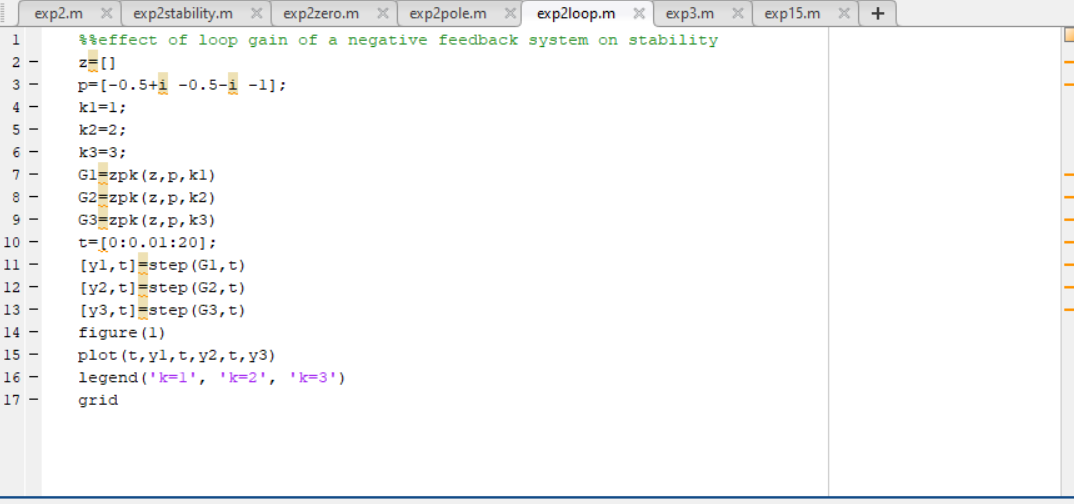 exp2.m exp2stability.m exp2zero.m exp2pole.m exp2loop.m exp3.m exp15.m
1 %%effect of loop gain of a negative feedback system on stability
2 z=[]
3 p=[-0.5+i -0.5-i -1];
4 k1=1;
5 k2=2;
6 k3=3;
7 G1=zpk(z,p,k1)
8 G2=zpk(z,p,k2)
9 G3=zpk(z,p,k3)
10 t=[0:0.01:20];
11 [y1,t]=step(G1,t)
12 [y2,t]=step(G2,t)
13 [y3,t]=step(G3,t)
14 figure(1)
15 plot(t,y1,t,y2,t,y3)
16 legend('k=1', 'k=2', 'k=3')
17 grid